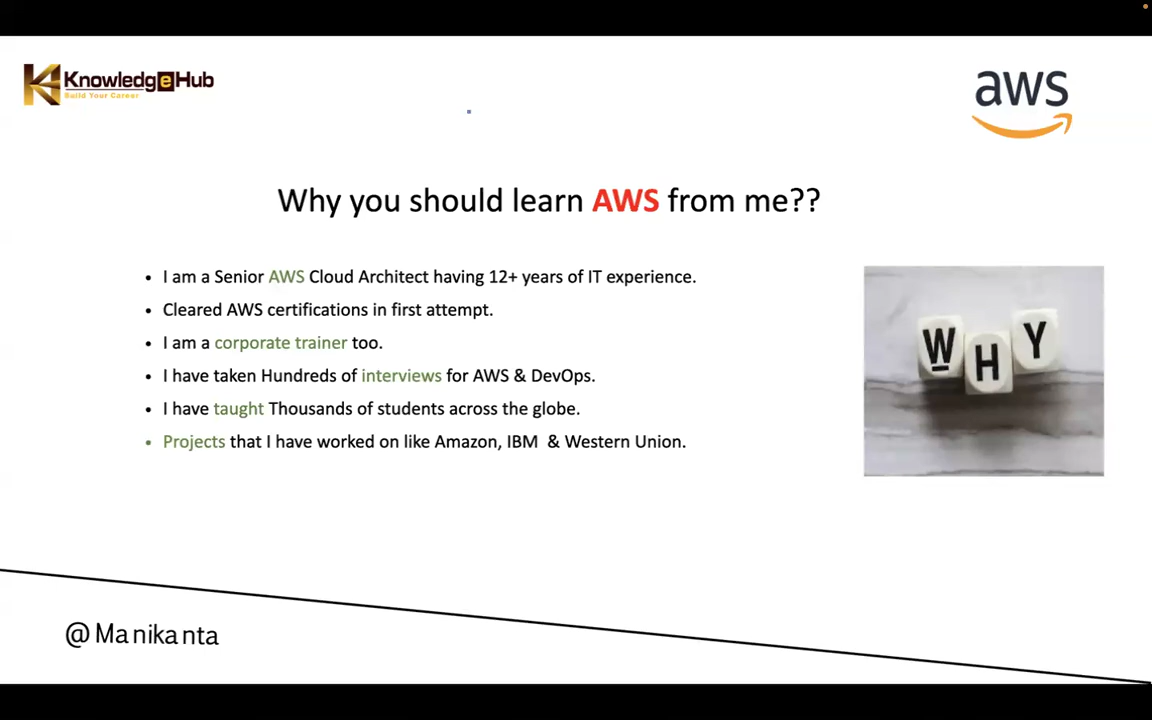 KnowledgeHub
Build Your Career
aws
Why you should learn AWS from me??
• I am a Senior AWS Cloud Architect having 12+ years of IT experience.
• Cleared AWS certifications in first attempt.
• I am a corporate trainer too.
• I have taken Hundreds of interviews for AWS & DevOps.
• I have taught Thousands of students across the globe.
• Projects that I have worked on like Amazon, IBM & Western Union.
WHY
@Manikanta